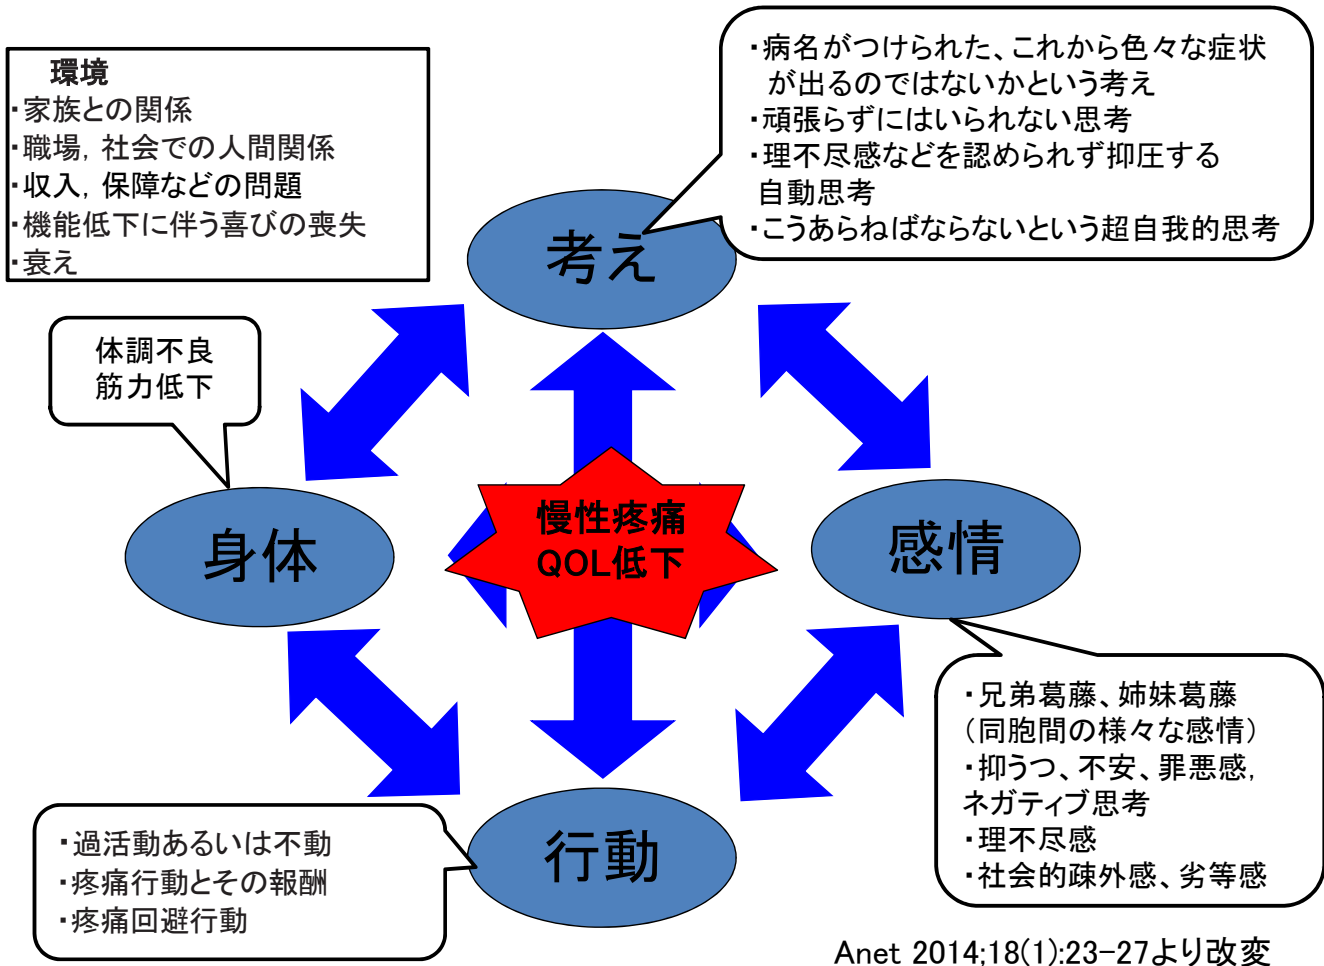 環境
・家族との関係
・職場, 社会での人間関係
・収入, 保障などの問題
・機能低下に伴う喜びの喪失
・衰え
・病名がつけられた、これから色々な症状
が出るのではないかという考え
・頑張らずにはいられない思考
・理不尽感などを認められず抑圧する
自動思考
・こうあらねばならないという超自我的思考
考え
体調不良
筋力低下
身体
慢性疼痛
QOL低下
感情
・兄弟葛藤、姉妹葛藤
(同胞間の様々な感情)
・抑うつ、不安、罪悪感,
ネガティブ思考
・理不尽感
・社会的疎外感、劣等感
・過活動あるいは不動
・疼痛行動とその報酬
・疼痛回避行動
行動
Anet 2014;18(1):23-27より改変